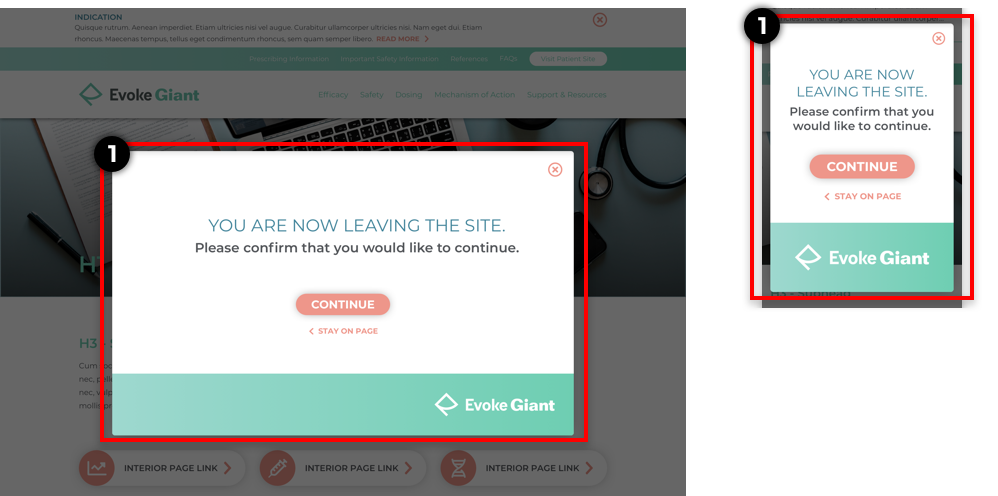 INDICATION
Quisque rutrum. Aenean imperdiet. Etiam ultricies nisi vel augue. Curabitur ullamcorper ultricies nisi. Nam eget dui. Etiam
rhoncus. Maecenas tempus, tellus eget condimentum rhoncus, sem quam semper libero. READ MORE
Prescribing Information Important Safety Information References FAQs Visit Patient Site
Evoke Giant
Efficacy Safety Dosing Mechanism of Action Support & Resources
1
YOU ARE NOW LEAVING THE SITE.
Please confirm that you would like to continue.
CONTINUE
STAY ON PAGE
Evoke Giant
H3 - S
nec,
nec,
INTERIOR PAGE LINK
INTERIOR PAGE LINK
INTERIOR PAGE LINK
1
YOU ARE NOW
LEAVING THE SITE.
Please confirm that you
would like to continue.
CONTINUE
STAY ON PAGE
Evoke Giant